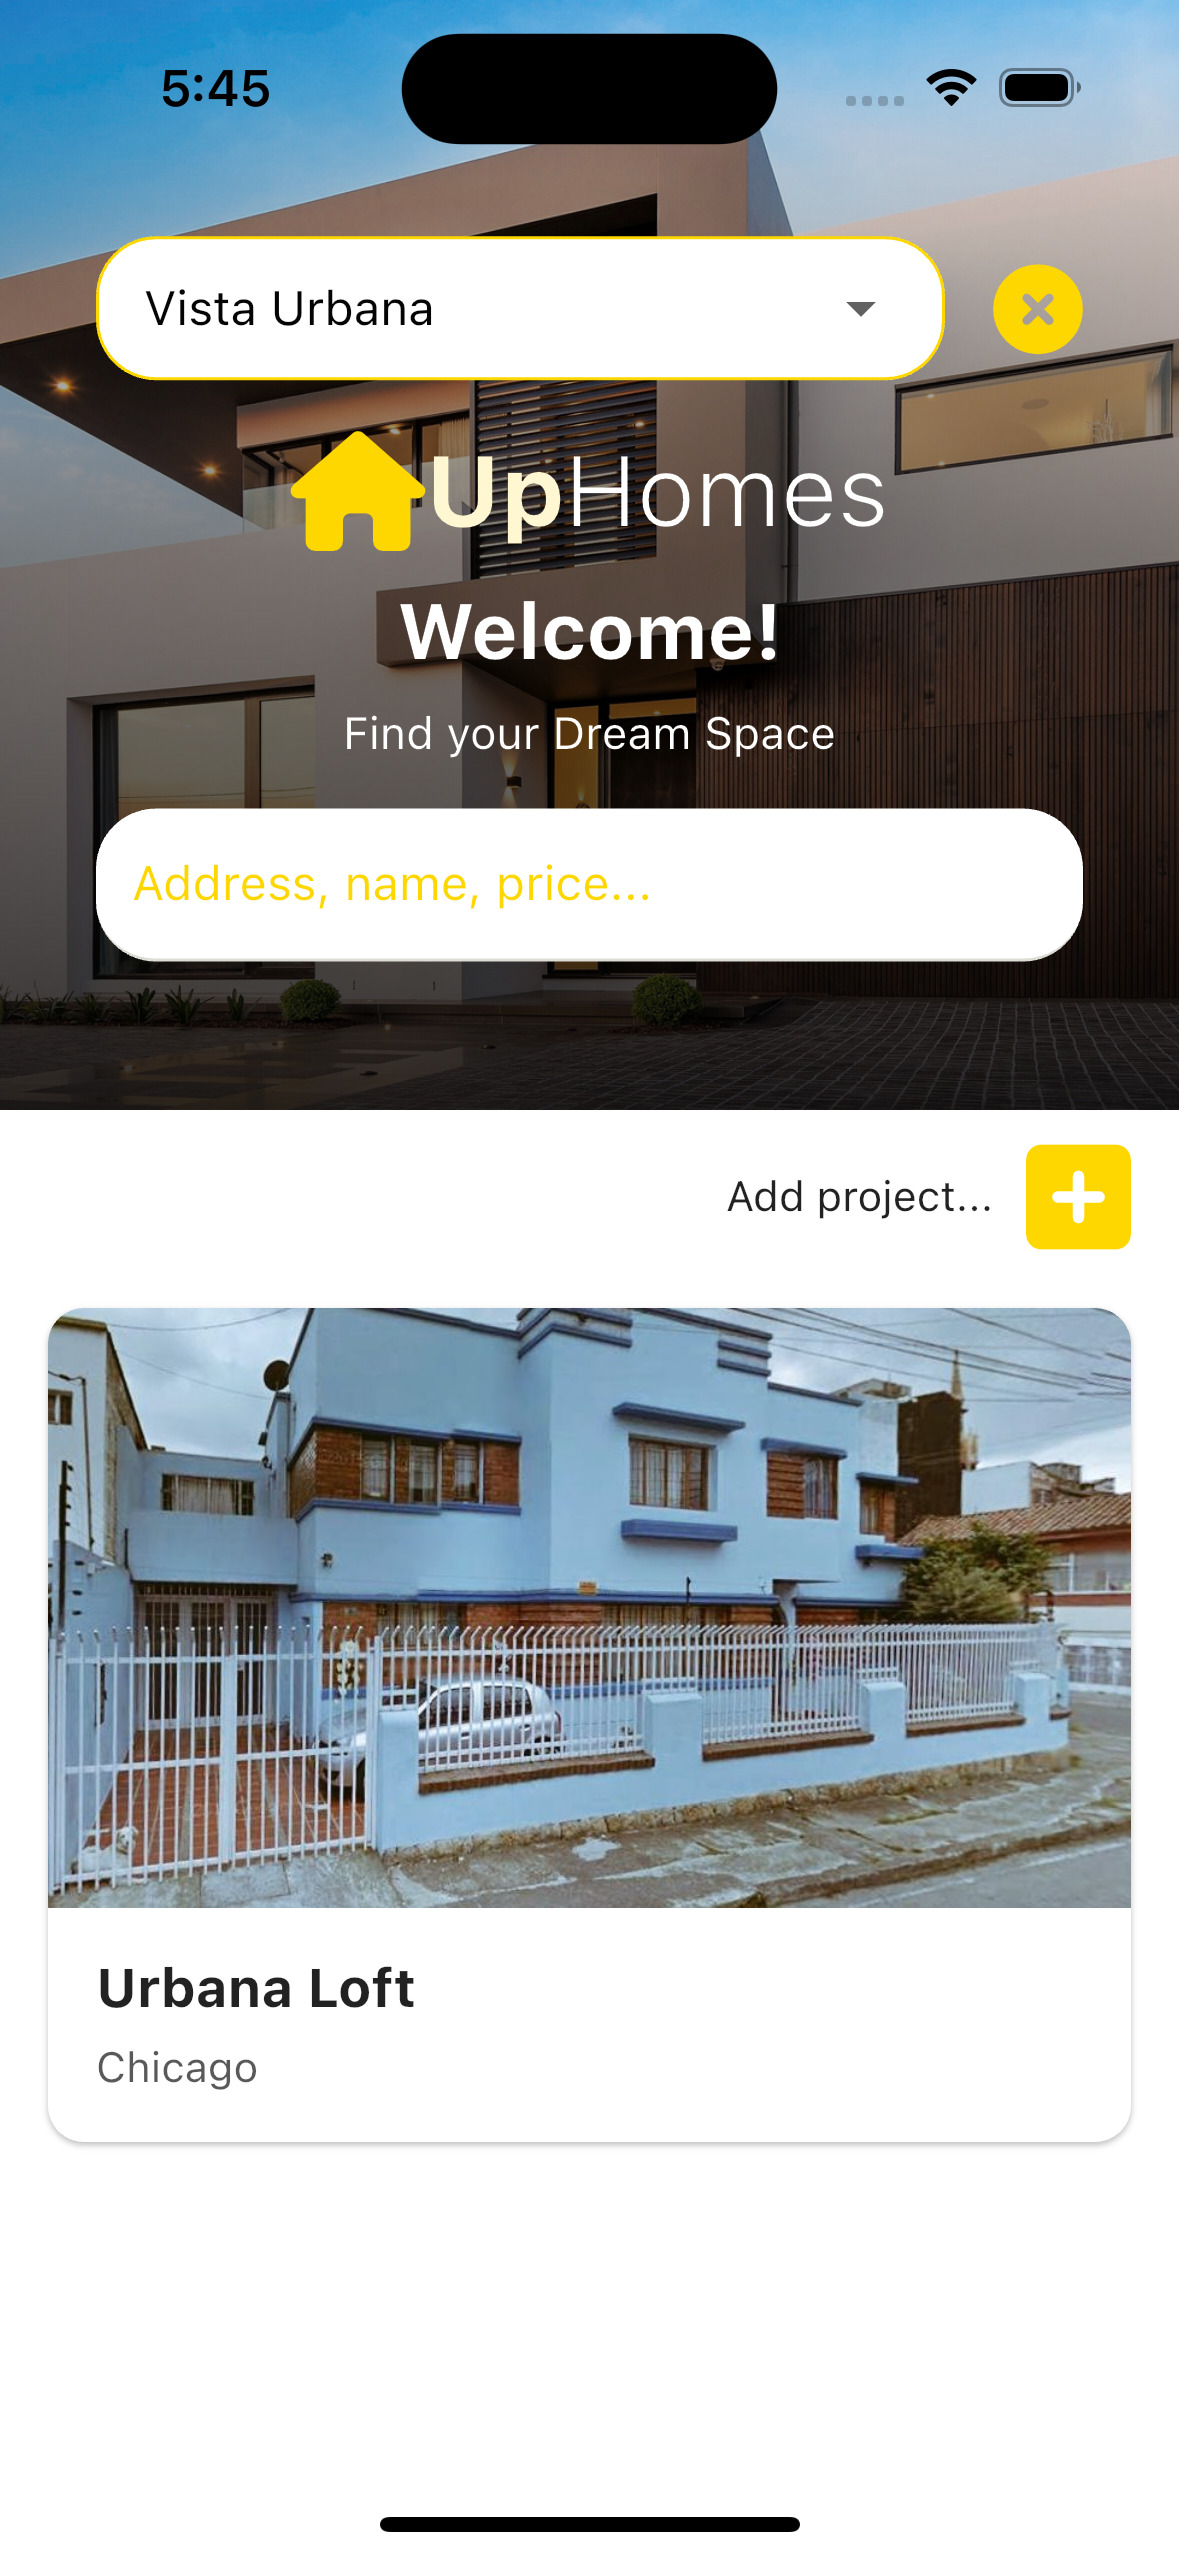 5:45
Vista Urbana
UpHomes
Welcome!
Find your Dream Space
Address, name, price...
Add project...
Urbana Loft
Chicago